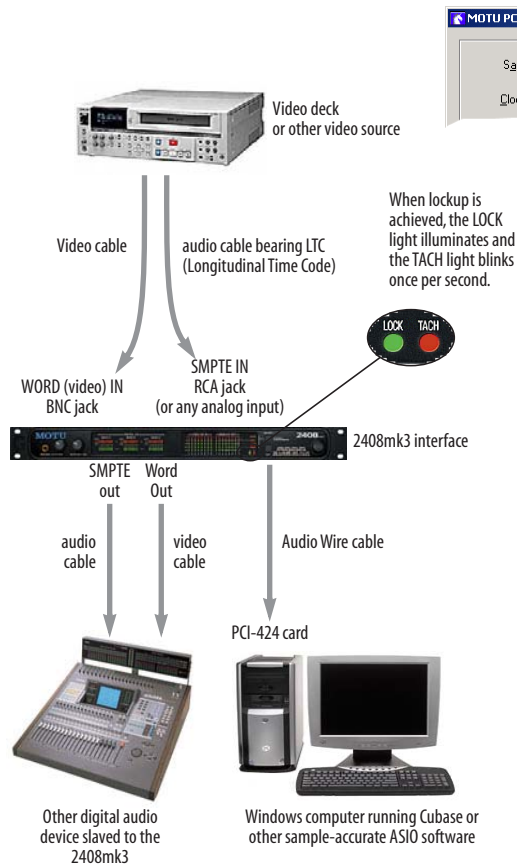 MOTU PC
Sa
Cloc
Video deck
or other video source
When lockup is
achieved, the LOCK
light illuminates and
the TACH light blinks
once per second.
Video cable
audio cable bearing LTC
(Longitudinal Time Code)
LOCK TACH
WORD (video) IN
BNC jack
SMPTE IN
RCA jack
(or any analog input)
MOTU
2408
2408mk3 interface
SMPTE
out
Word
Out
audio
cable
video
cable
Audio Wire cable
PCI-424 card
Other digital audio
device slaved to the
2408mk3
Windows computer running Cubase or
other sample-accurate ASIO software